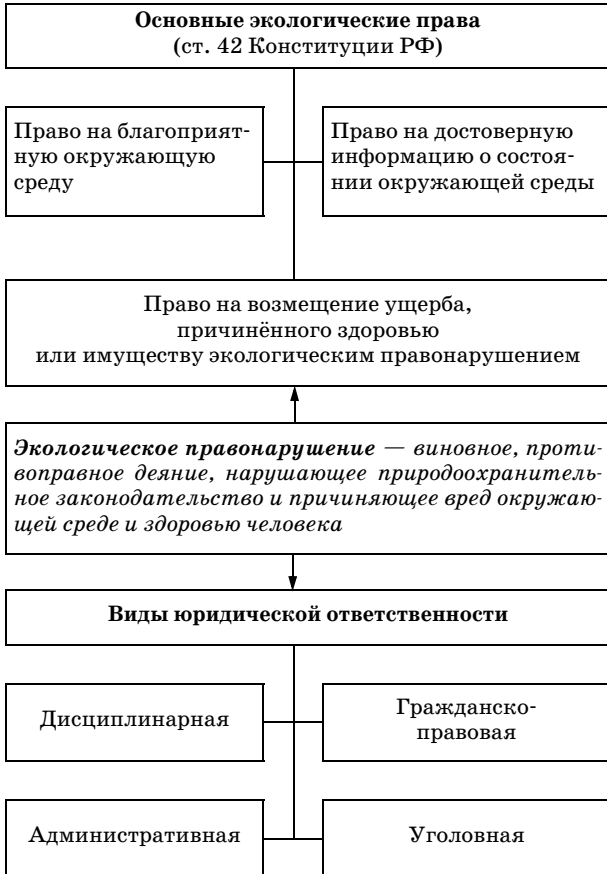 Основные экологические права
(ст. 42 Конституции РФ)
Право на благоприят-
ную окружающую
среду
Право на достоверную
информацию о состоя-
нии окружающей среды
Право на возмещение ущерба,
причинённого здоровью
или имуществу экологическим правонарушением
Экологическое правонарушение — виновное, проти-
воправное деяние, нарушающее природоохранитель-
ное законодательство и причиняющее вред окружаю-
щей среде и здоровью человека
Виды юридической ответственности
Дисциплинарная
Гражданско-
правовая
Административная
Уголовная